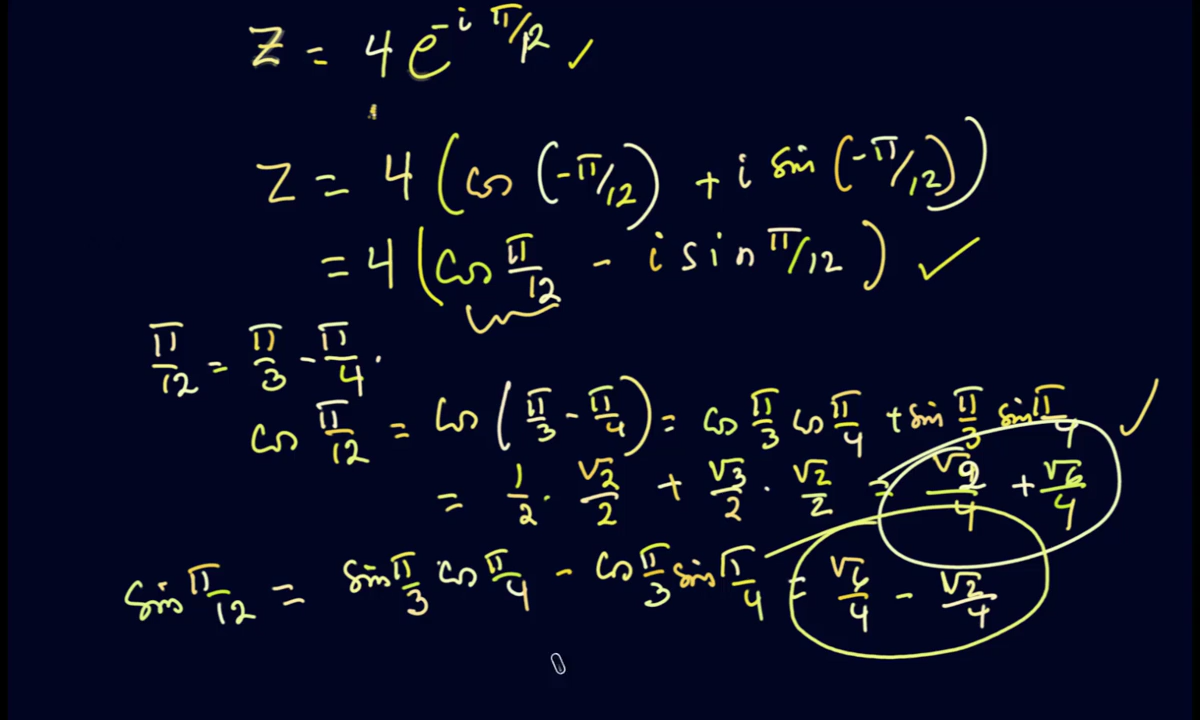 Z = 4 e^{-i π/12} ✓
Z = 4 ( cos (-π/12) + i sin (-π/12) )
= 4 ( cos π/12 - i sin π/12 ) ✓
π/12 = π/3 - π/4 .
cos π/12 = cos ( π/3 - π/4 ) = cos π/3 cos π/4 + sin π/3 sin π/4 ✓
= 1/2 · √2/2 + √3/2 · √2/2 = √2/4 + √6/4
sin π/12 = sin π/3 cos π/4 - cos π/3 sin π/4 = √6/4 - √2/4